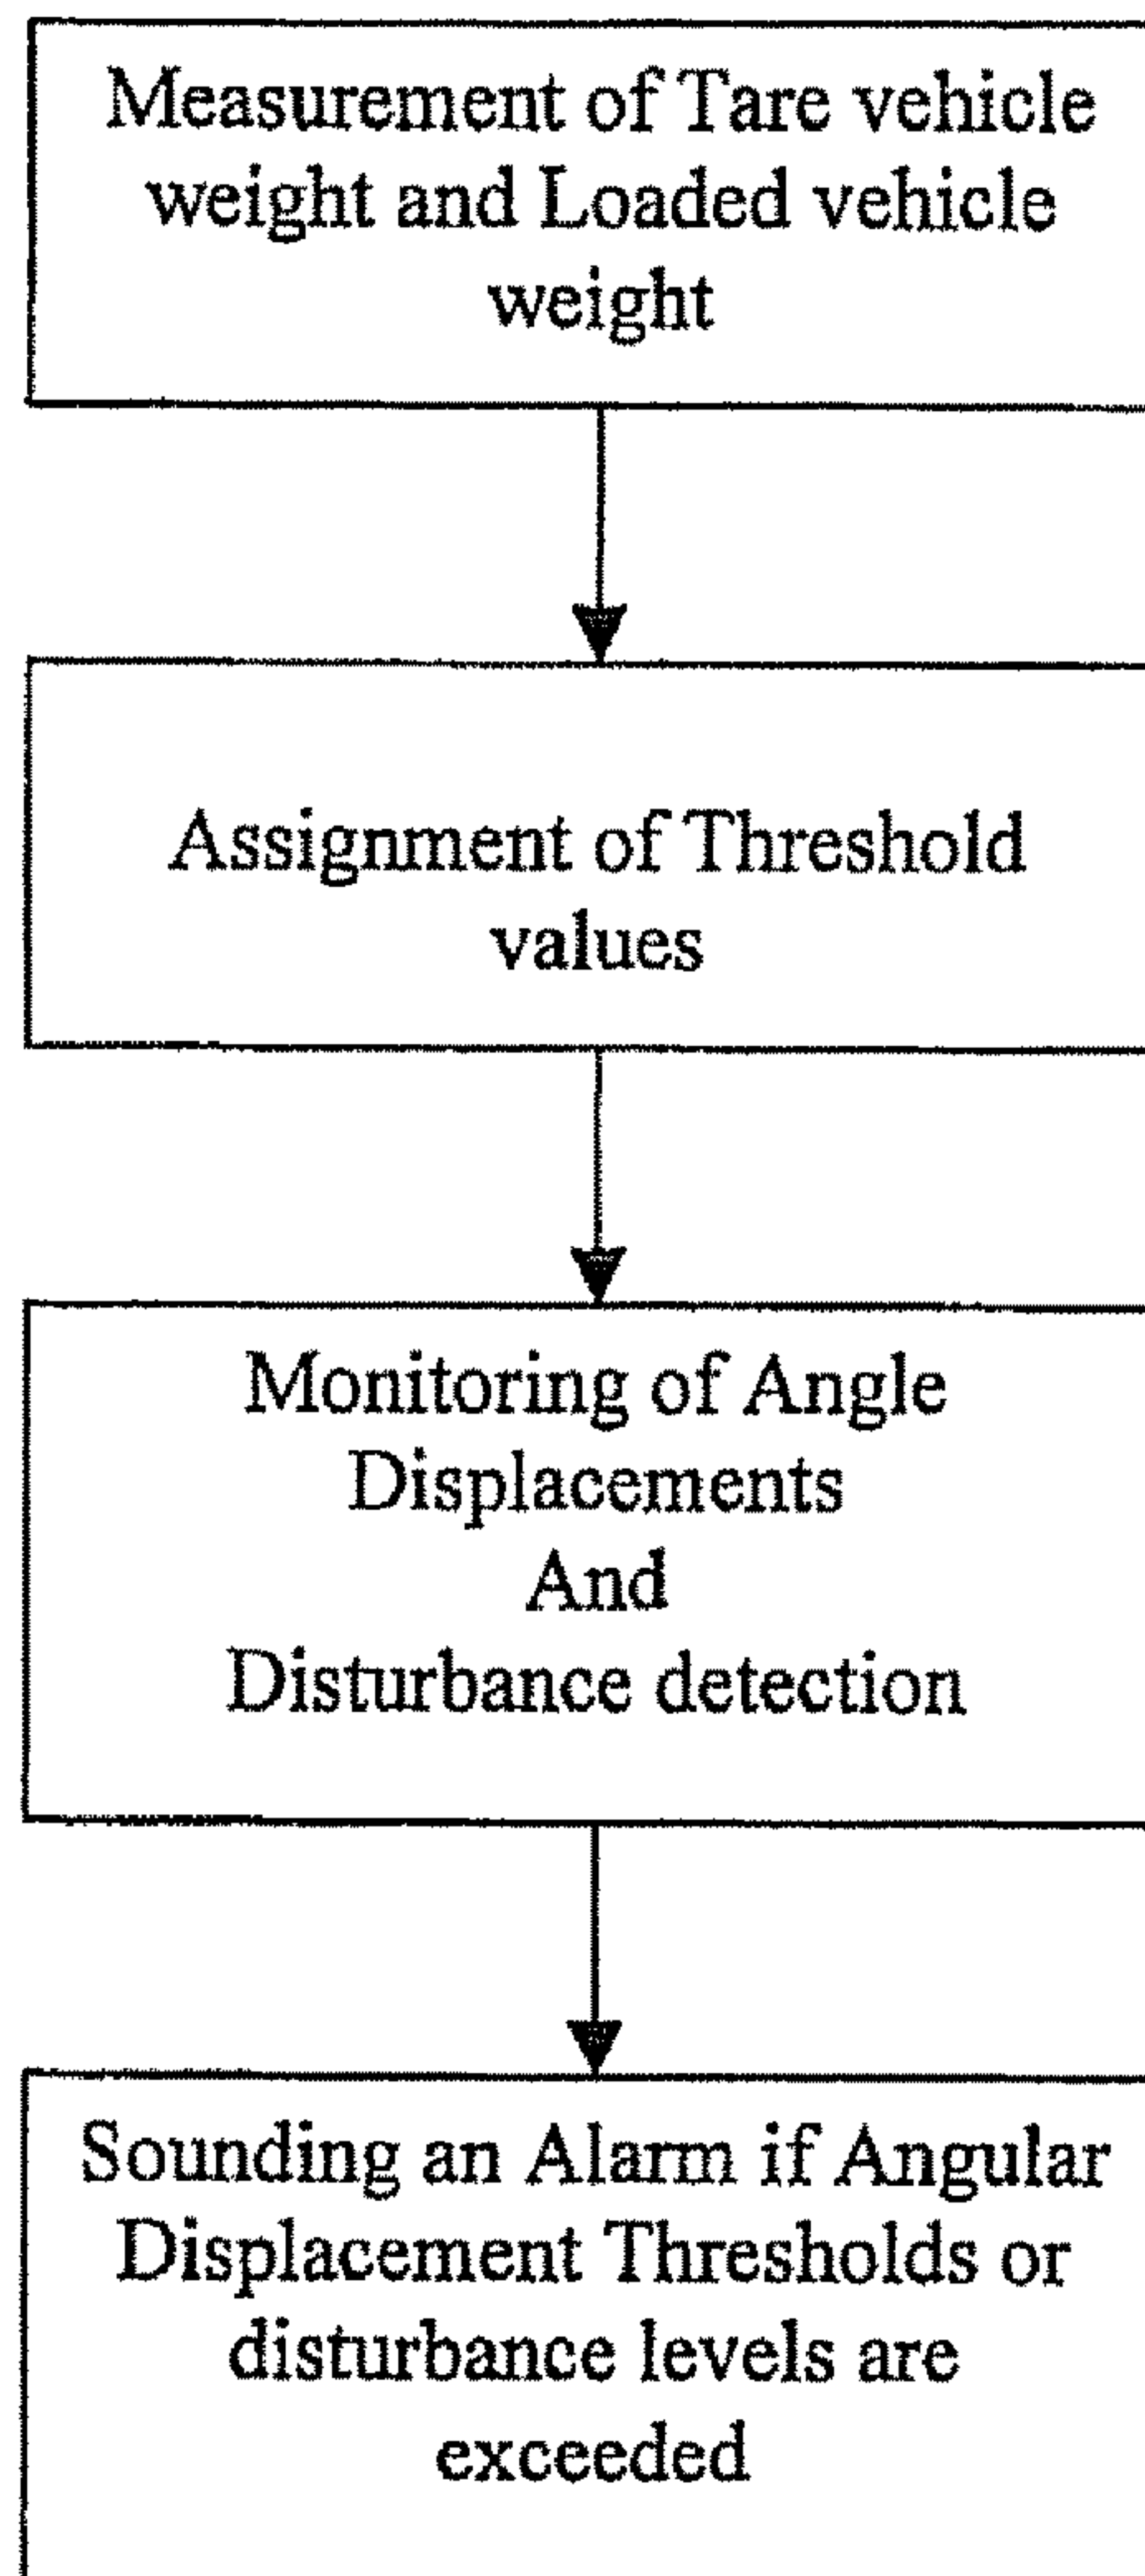 Measurement of Tare vehicle
weight and Loaded vehicle
weight
Assignment of Threshold
values
Monitoring of Angle
Displacements
And
Disturbance detection
Sounding an Alarm if Angular
Displacement Thresholds or
disturbance levels are
exceeded